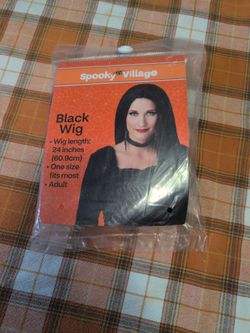 Spooky Village
Black
Wig
• Wig length:
24 inches
(60.9cm)
• One size
fits most
• Adult